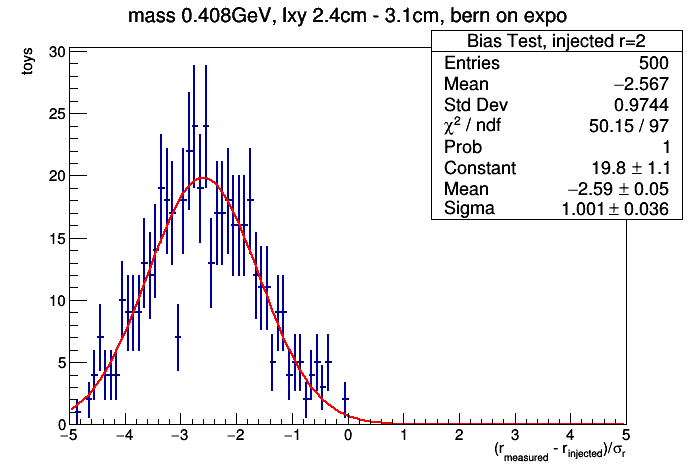 mass 0.408GeV, lxy 2.4cm - 3.1cm, bern on expo
toys
Bias Test, injected r=2
Entries 500
Mean −2.567
Std Dev 0.9744
χ² / ndf 50.15 / 97
Prob 1
Constant 19.8 ± 1.1
Mean −2.59 ± 0.05
Sigma 1.001 ± 0.036
30
25
20
15
10
5
0
−5 −4 −3 −2 −1 0 1 2 3 4 5
(r_measured - r_injected)/σ_r